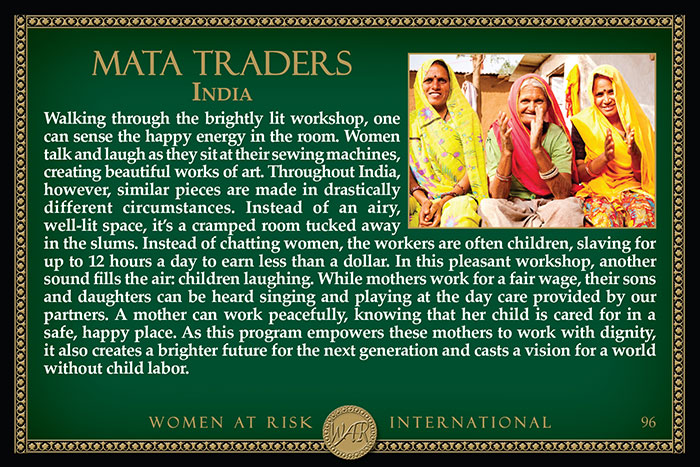 MATA TRADERS
INDIA
Walking through the brightly lit workshop, one
can sense the happy energy in the room. Women
talk and laugh as they sit at their sewing machines,
creating beautiful works of art. Throughout India,
however, similar pieces are made in drastically
different circumstances. Instead of an airy,
well-lit space, it's a cramped room tucked away
in the slums. Instead of chatting women, the workers are often children, slaving for
up to 12 hours a day to earn less than a dollar. In this pleasant workshop, another
sound fills the air: children laughing. While mothers work for a fair wage, their sons
and daughters can be heard singing and playing at the day care provided by our
partners. A mother can work peacefully, knowing that her child is cared for in a
safe, happy place. As this program empowers these mothers to work with dignity,
it also creates a brighter future for the next generation and casts a vision for a world
without child labor.
WOMEN AT RISK WAR INTERNATIONAL 96